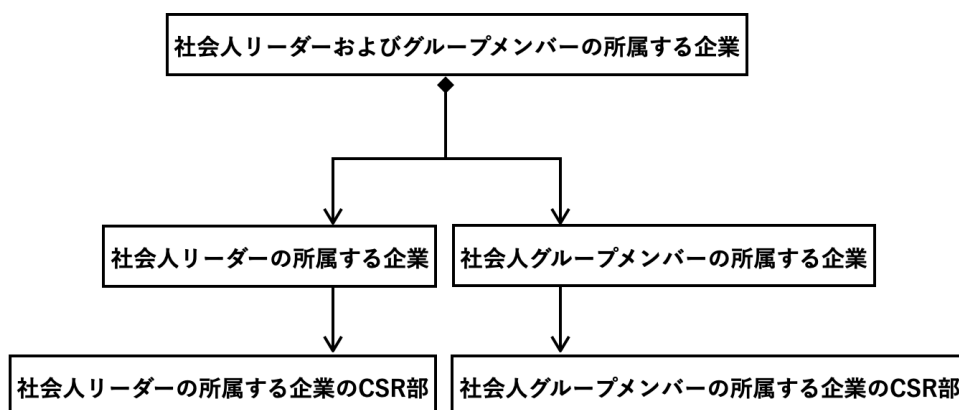 社会人リーダーおよびグループメンバーの所属する企業
社会人リーダーの所属する企業
社会人グループメンバーの所属する企業
社会人リーダーの所属する企業のCSR部
社会人グループメンバーの所属する企業のCSR部